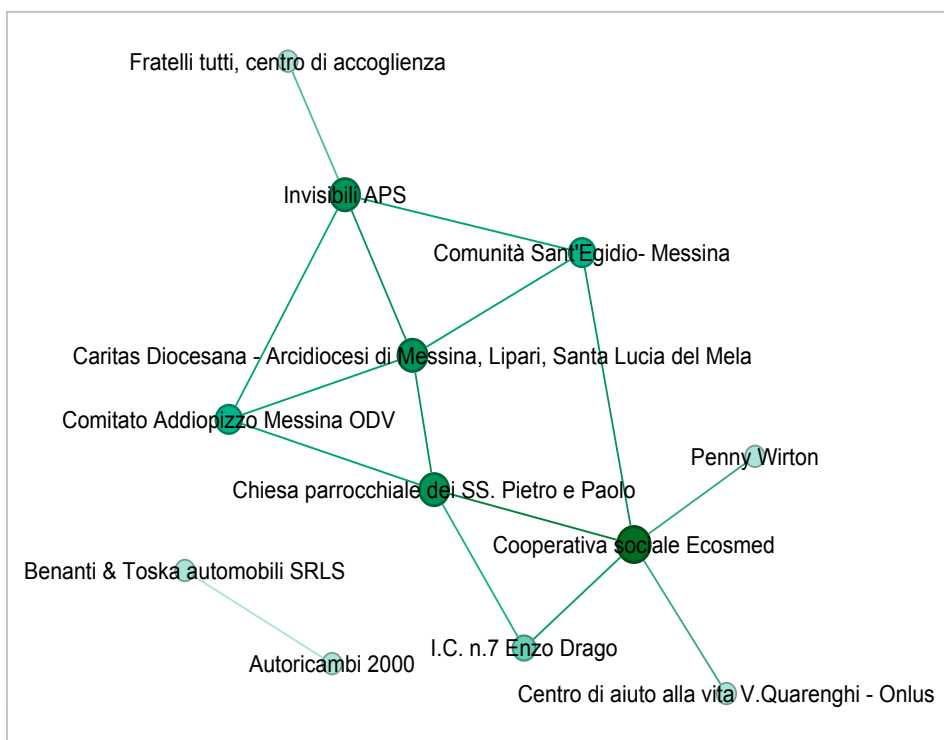 Fratelli tutti, centro di accoglienza
Invisibili APS
Comunità Sant'Egidio- Messina
Caritas Diocesana - Arcidiocesi di Messina, Lipari, Santa Lucia del Mela
Comitato Addiopizzo Messina ODV
Penny Wirton
Chiesa parrocchiale dei SS. Pietro e Paolo
Cooperativa sociale Ecosmed
Benanti & Toska automobili SRLS
I.C. n.7 Enzo Drago
Autoricambi 2000
Centro di aiuto alla vita V.Quarenghi - Onlus